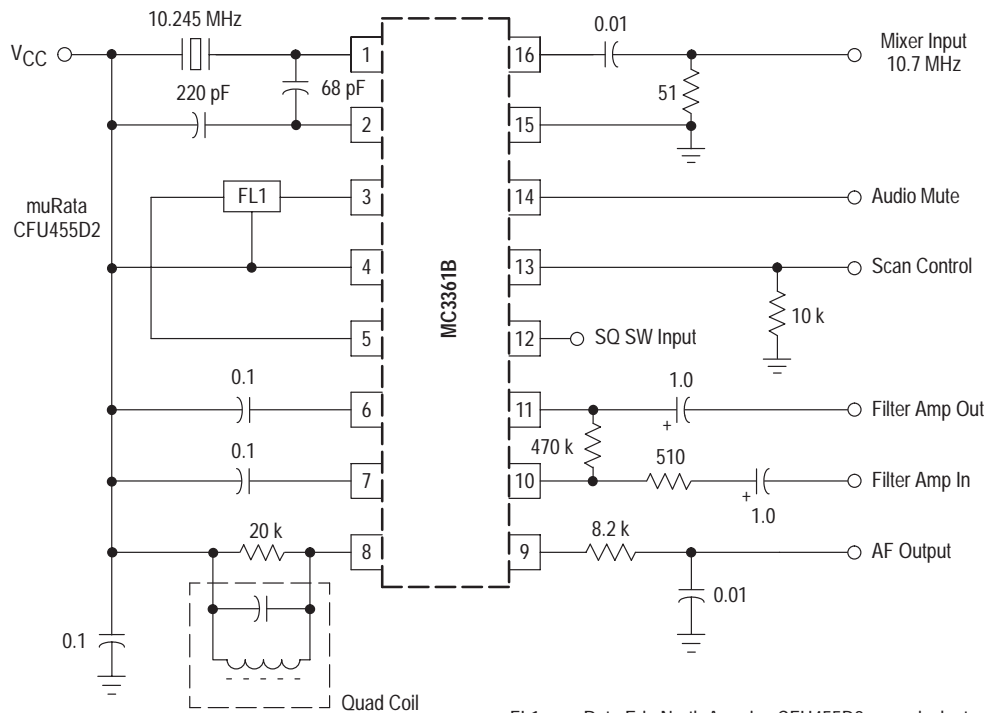 10.245 MHz
VCC
220 pF
68 pF
muRata
CFU455D2
FL1
0.1
0.1
20 k
0.1
Quad Coil
1
2
3
4
5
6
7
8
MC3361B
16
15
14
13
12
11
10
9
0.01
Mixer Input
10.7 MHz
51
Audio Mute
Scan Control
10 k
SQ SW Input
1.0
+
Filter Amp Out
470 k
510
+
1.0
Filter Amp In
8.2 k
AF Output
0.01